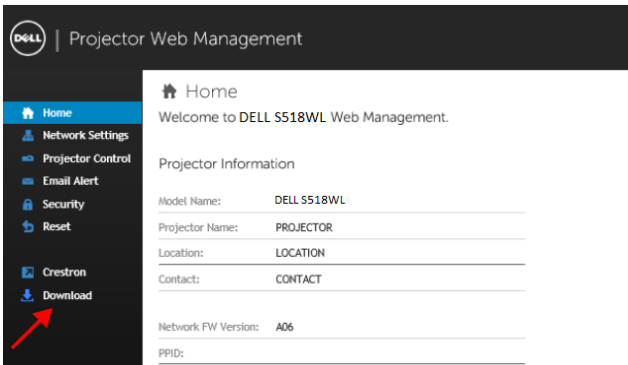 DELL | Projector Web Management
Home
Welcome to DELL S518WL Web Management.
Home
Network Settings
Projector Control
Email Alert
Security
Reset
Crestron
Download
Projector Information
Model Name: DELL S518WL
Projector Name: PROJECTOR
Location: LOCATION
Contact: CONTACT
Network FW Version: A06
PPID: